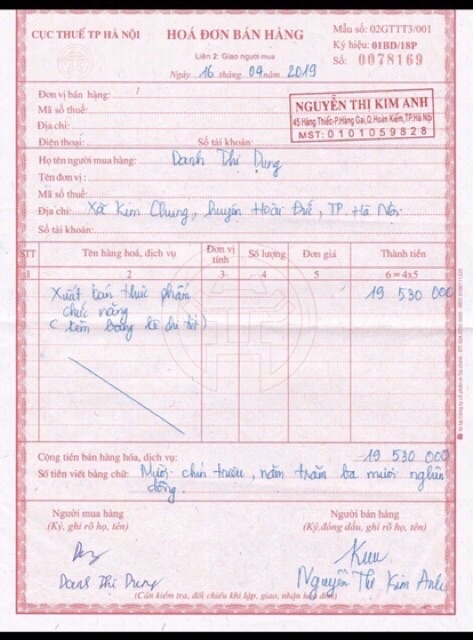 CỤC THUẾ TP HÀ NỘI
HOÁ ĐƠN BÁN HÀNG
Mẫu số: 02GTTT3/001
Liên 2: Giao người mua
Ký hiệu: 01BD/18P
Ngày 16 tháng 04 năm 2019
Số: 0078169
Đơn vị bán hàng:
Mã số thuế:
Địa chỉ:
Điện thoại: Số tài khoản:
NGUYỄN THỊ KIM ANH
45 Hàng Thiếc-P.Hàng Gai,Q.Hoàn Kiếm,TP.Hà Nội
MST: 0101059828
Họ tên người mua hàng: Danh Thị Dung
Tên đơn vị:
Mã số thuế:
Địa chỉ: Xã Kim Chung, huyện Hoài Đức, TP. Hà Nội
Số tài khoản:
STT Tên hàng hoá, dịch vụ Đơn vị tính Số lượng Đơn giá Thành tiền
1 2 3 4 5 6 = 4x5
Xuất bán thực phẩm 19 530 000
chức năng
( kèm bảng kê chi tiết)
Cộng tiền bán hàng hóa, dịch vụ: 19 530 000
Số tiền viết bằng chữ: Mười chín triệu, năm trăm ba mươi nghìn
đồng.
Người mua hàng Người bán hàng
(Ký, ghi rõ họ, tên) (Ký,đóng dấu, ghi rõ họ, tên)
Danh Thị Dung Nguyễn Thị Kim Anh
(Cần kiểm tra, đối chiếu khi lập, giao, nhận hoá đơn)